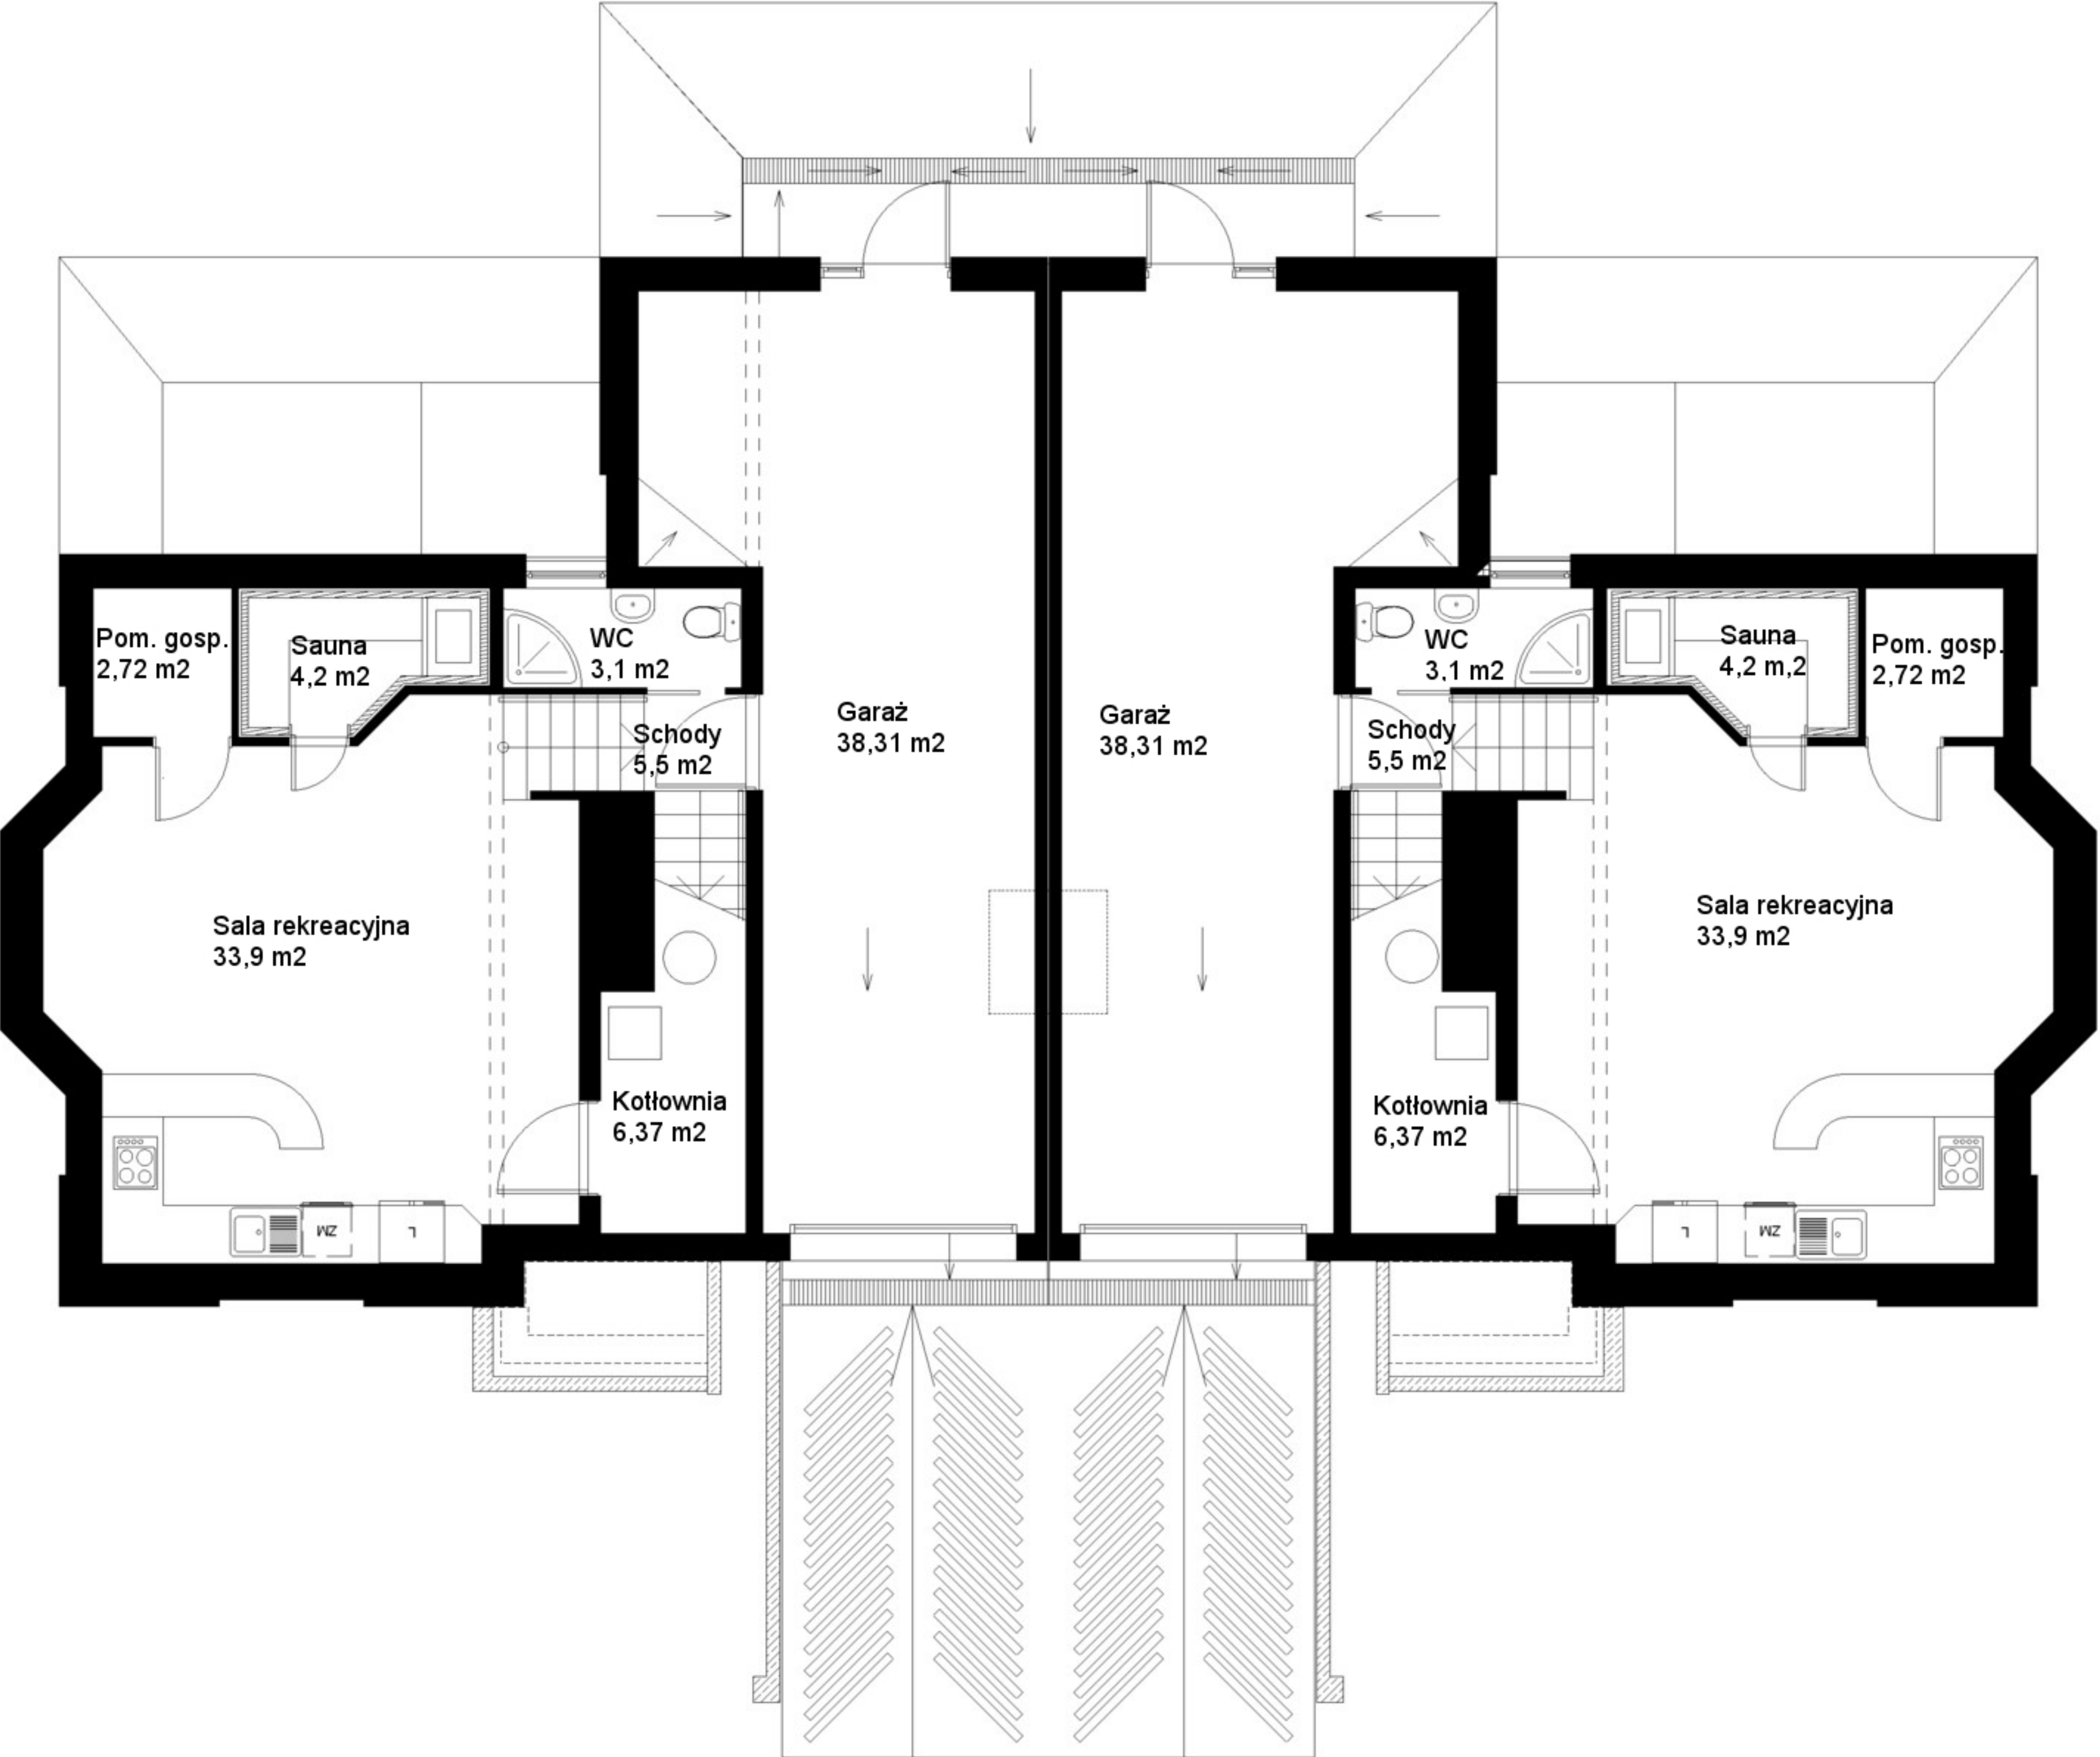 Pom. gosp.
2,72 m2
Sauna
4,2 m2
WC
3,1 m2
Schody
5,5 m2
Garaż
38,31 m2
Sala rekreacyjna
33,9 m2
Kotłownia
6,37 m2
ZM
L
Garaż
38,31 m2
WC
3,1 m2
Schody
5,5 m2
Sauna
4,2 m,2
Pom. gosp.
2,72 m2
Sala rekreacyjna
33,9 m2
Kotłownia
6,37 m2
L
ZM